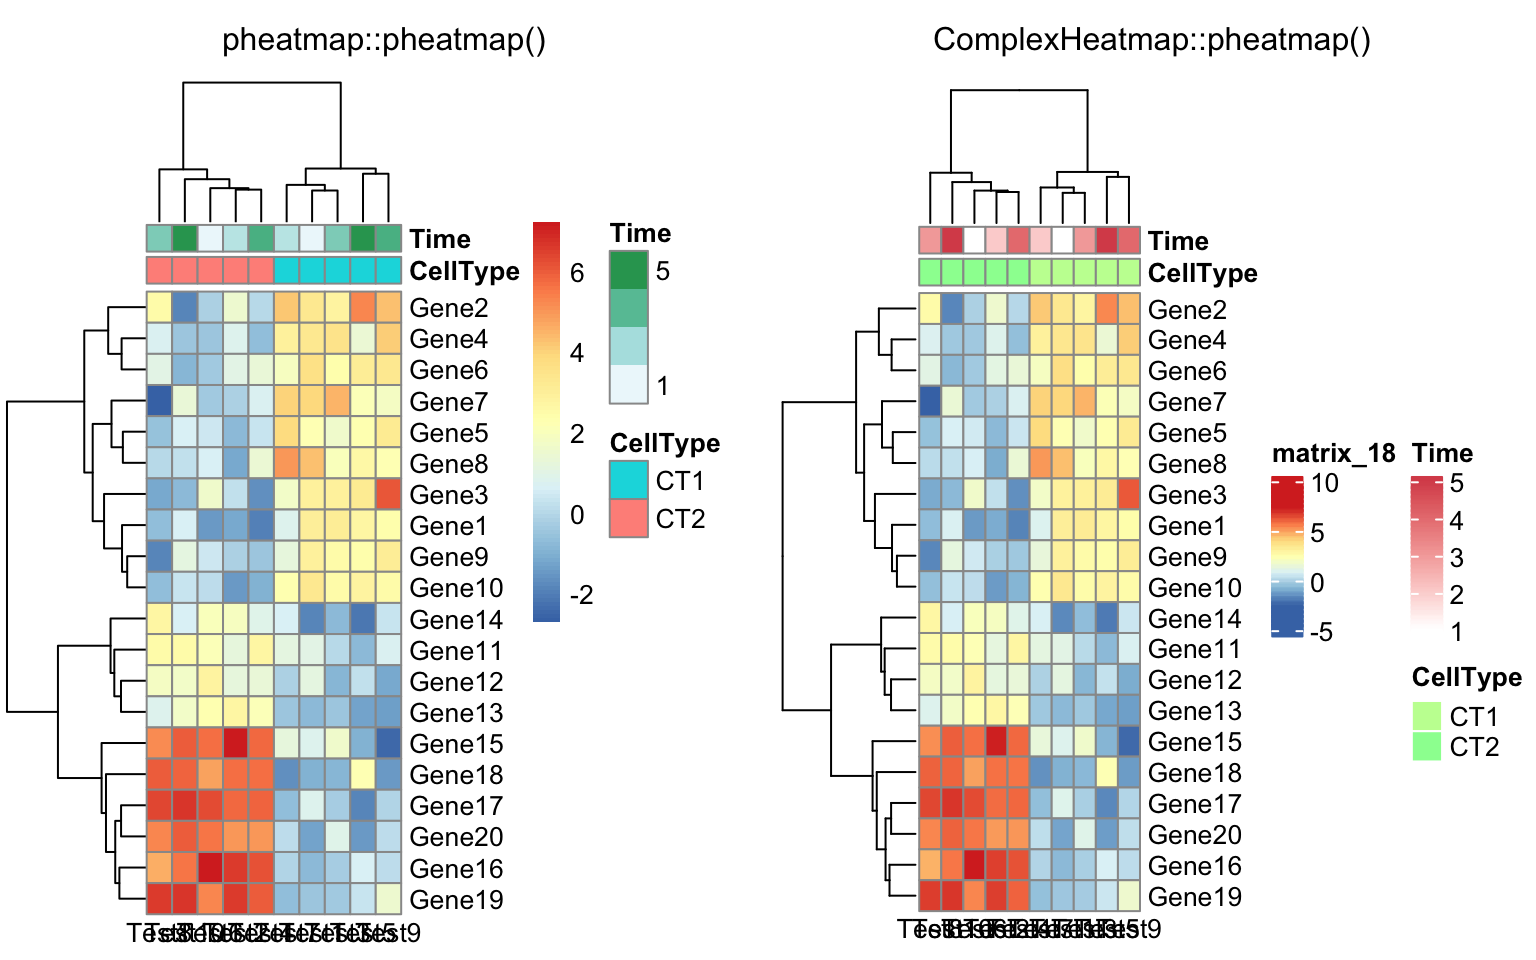 pheatmap::pheatmap()
Time
CellType
Gene2
Gene4
Gene6
Gene7
Gene5
Gene8
Gene3
Gene1
Gene9
Gene10
Gene14
Gene11
Gene12
Gene13
Gene15
Gene18
Gene17
Gene20
Gene16
Gene19
6
4
2
0
-2
Time
5
1
CellType
CT1
CT2
ComplexHeatmap::pheatmap()
Time
CellType
Gene2
Gene4
Gene6
Gene7
Gene5
Gene8
Gene3
Gene1
Gene9
Gene10
Gene14
Gene11
Gene12
Gene13
Gene15
Gene18
Gene17
Gene20
Gene16
Gene19
matrix_18
10
5
0
-5
Time
5
4
3
2
1
CellType
CT1
CT2